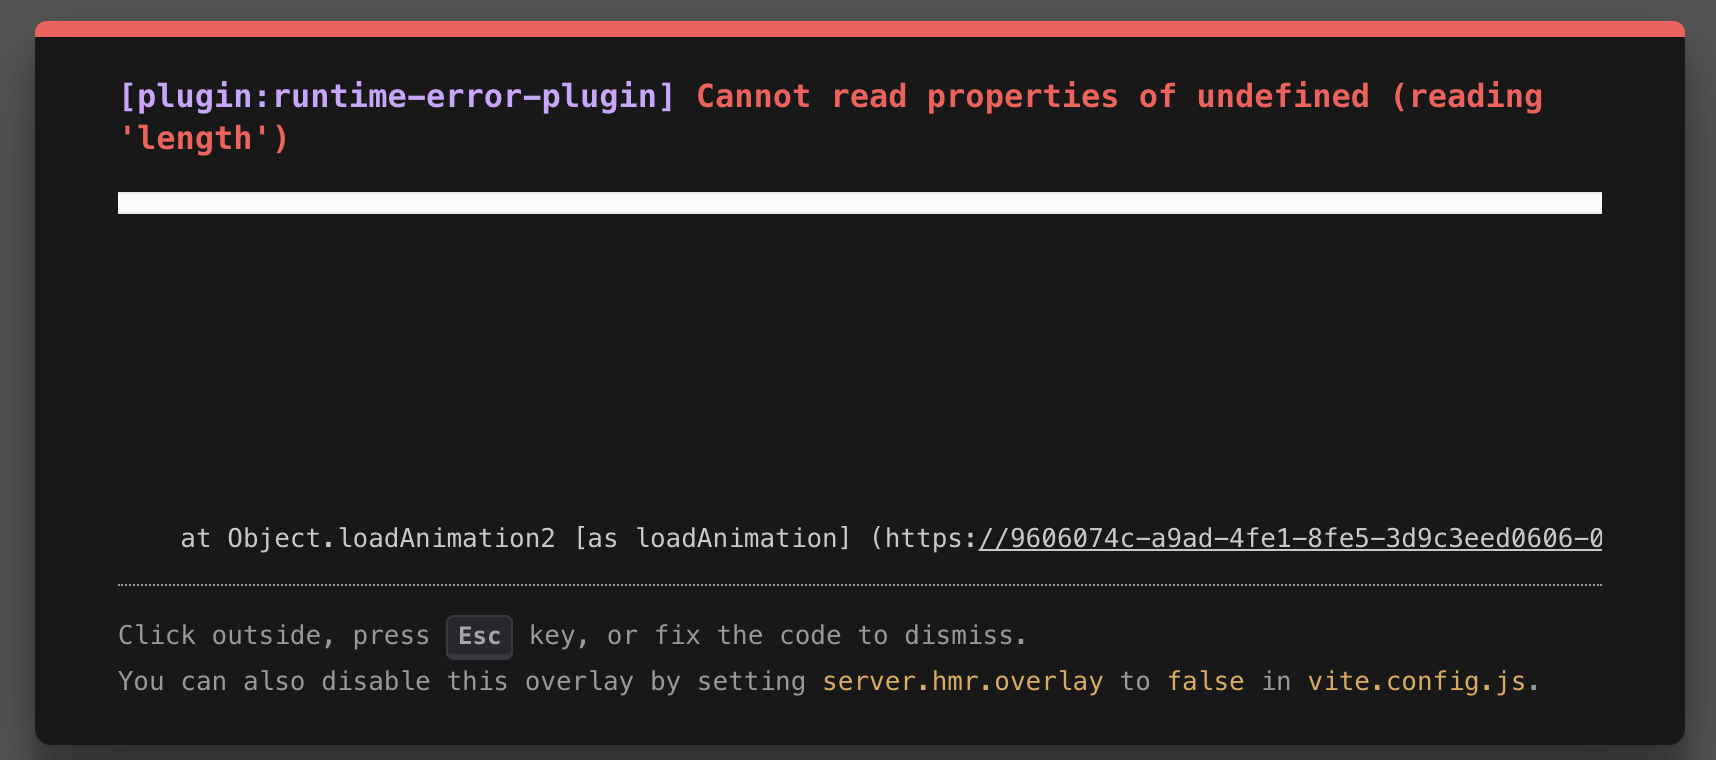 [plugin:runtime-error-plugin] Cannot read properties of undefined (reading
'length')
at Object.loadAnimation2 [as loadAnimation] (https://9606074c-a9ad-4fe1-8fe5-3d9c3eed0606-0
Click outside, press Esc key, or fix the code to dismiss.
You can also disable this overlay by setting server.hmr.overlay to false in vite.config.js.